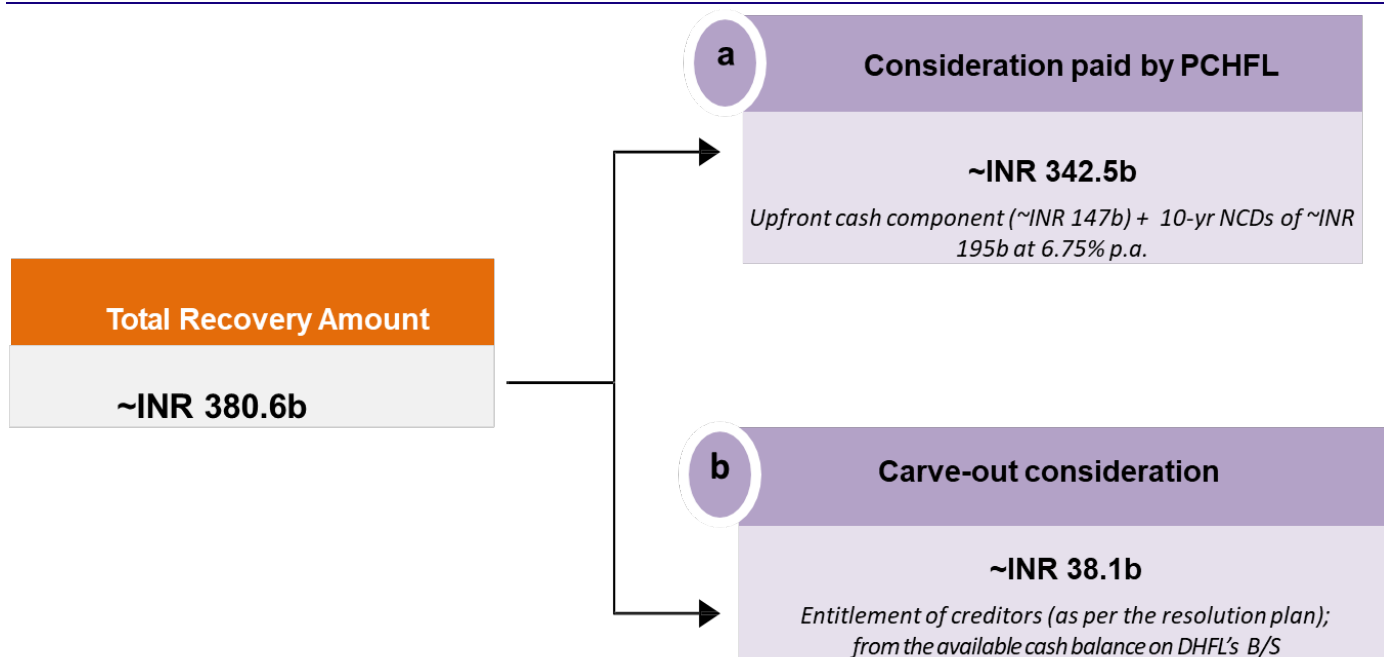 Total Recovery Amount
~INR 380.6b
a
Consideration paid by PCHFL
~INR 342.5b
Upfront cash component (~INR 147b) + 10-yr NCDs of ~INR
195b at 6.75% p.a.
b
Carve-out consideration
~INR 38.1b
Entitlement of creditors (as per the resolution plan);
from the available cash balance on DHFL's B/S